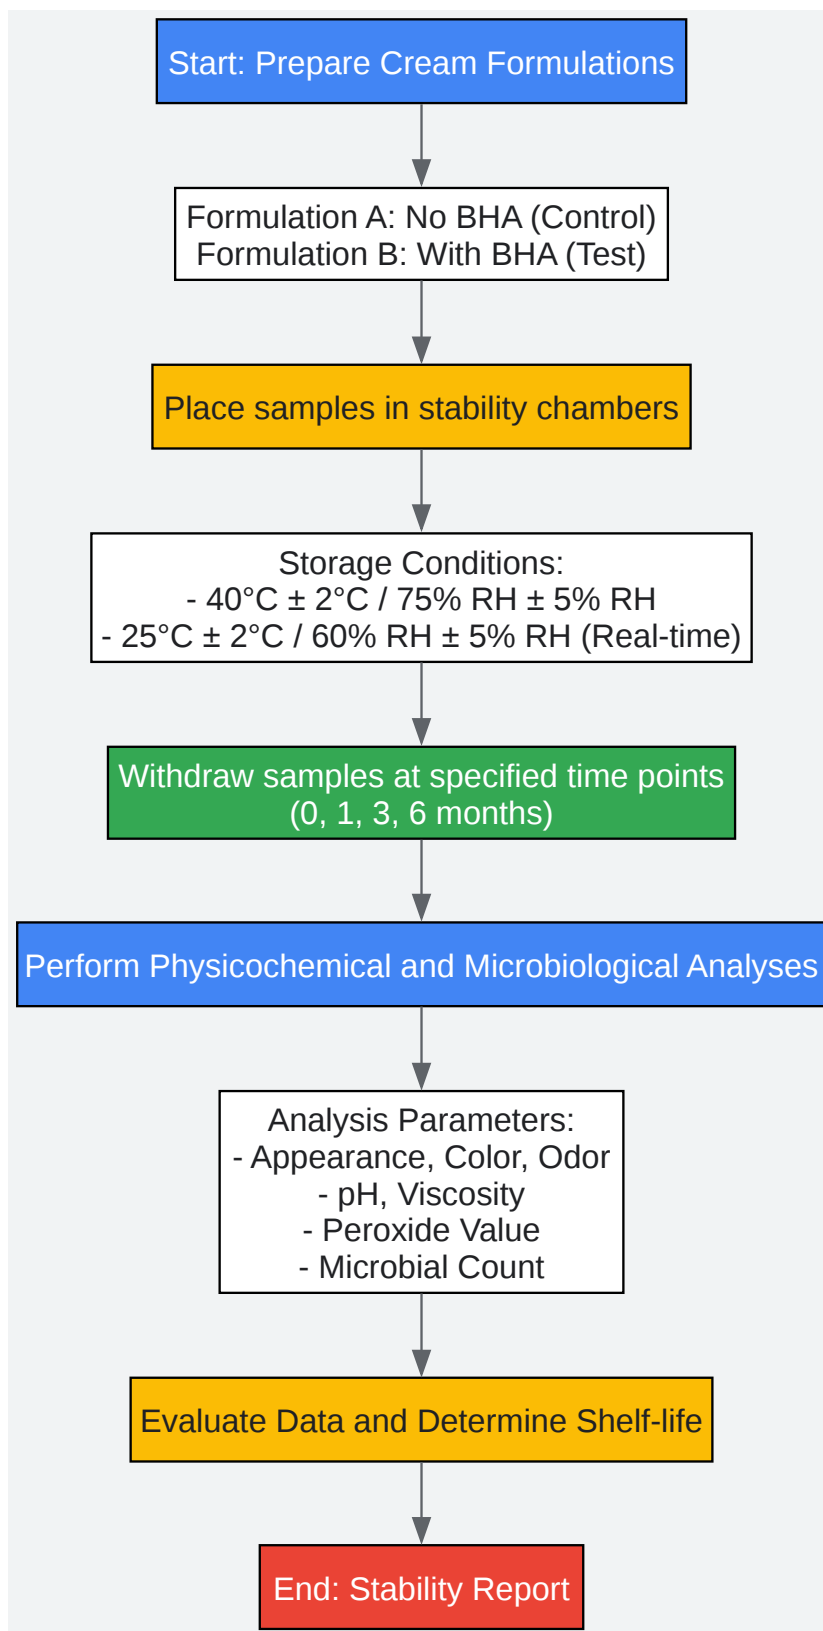 Start: Prepare Cream Formulations
Formulation A: No BHA (Control)
Formulation B: With BHA (Test)
Place samples in stability chambers
Storage Conditions:
- 40°C ± 2°C / 75% RH ± 5% RH
- 25°C ± 2°C / 60% RH ± 5% RH (Real-time)
Withdraw samples at specified time points
(0, 1, 3, 6 months)
Perform Physicochemical and Microbiological Analyses
Analysis Parameters:
- Appearance, Color, Odor
- pH, Viscosity
- Peroxide Value
- Microbial Count
Evaluate Data and Determine Shelf-life
End: Stability Report